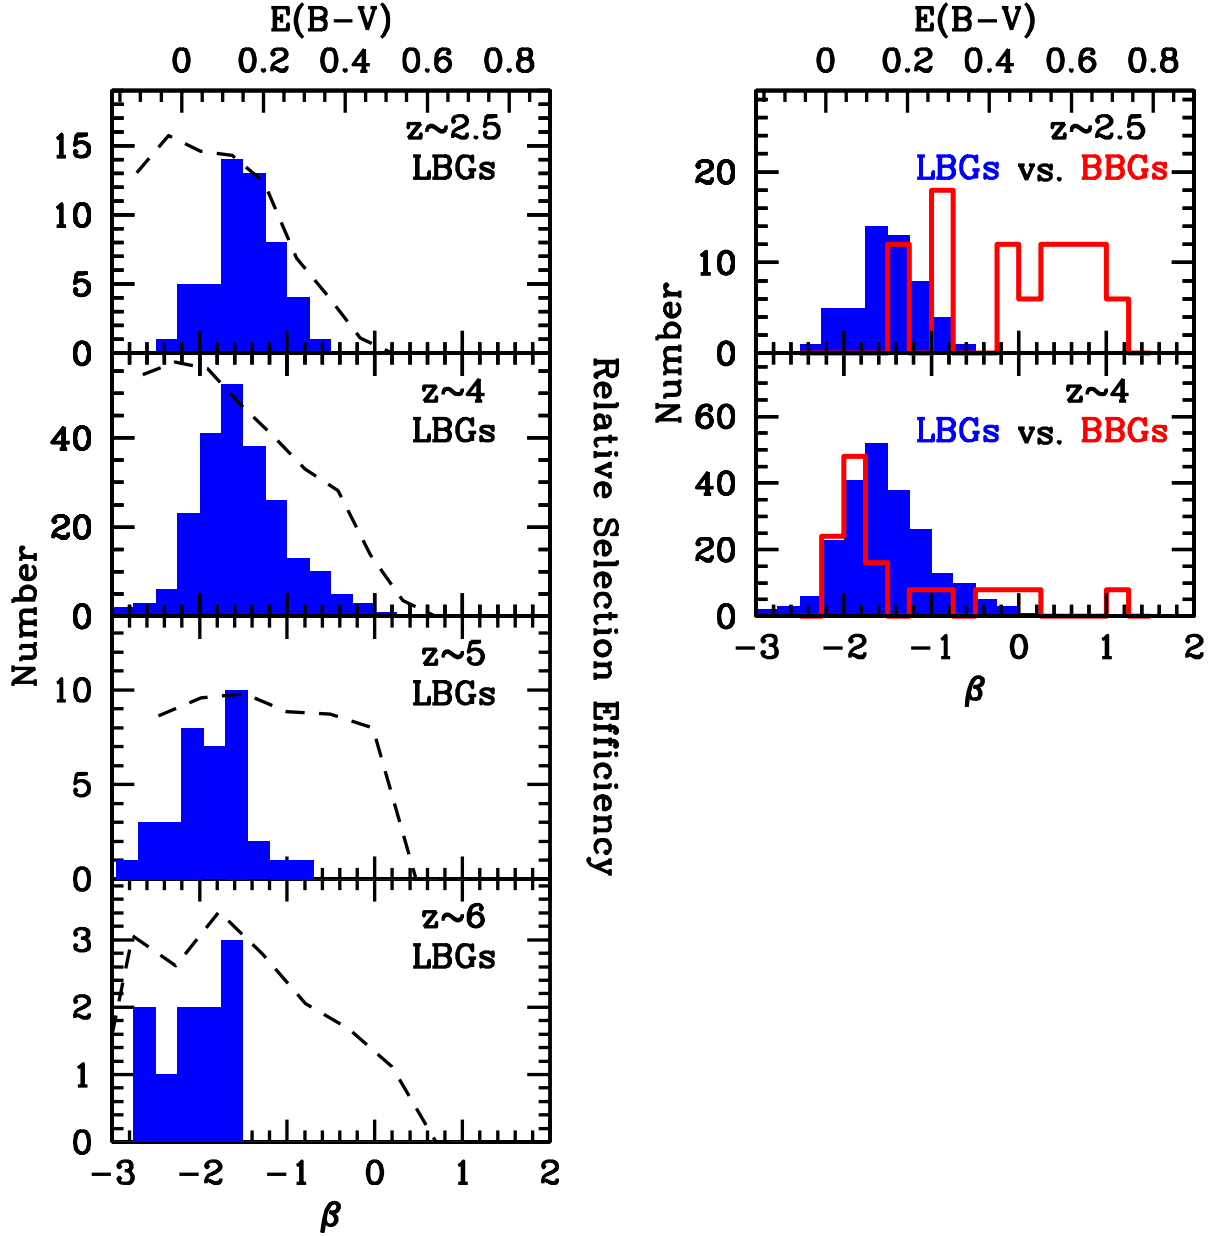 E(B−V)
0 0.2 0.4 0.6 0.8
z~2.5
LBGs
15
10
5
0
z~4
LBGs
40
20
0
z~5
LBGs
10
5
0
z~6
LBGs
3
2
1
0
−3 −2 −1 0 1 2
β
Number
Relative Selection Efficiency
E(B−V)
0 0.2 0.4 0.6 0.8
z~2.5
LBGs vs. BBGs
20
10
0
z~4
LBGs vs. BBGs
60
40
20
0
−3 −2 −1 0 1 2
β
Number